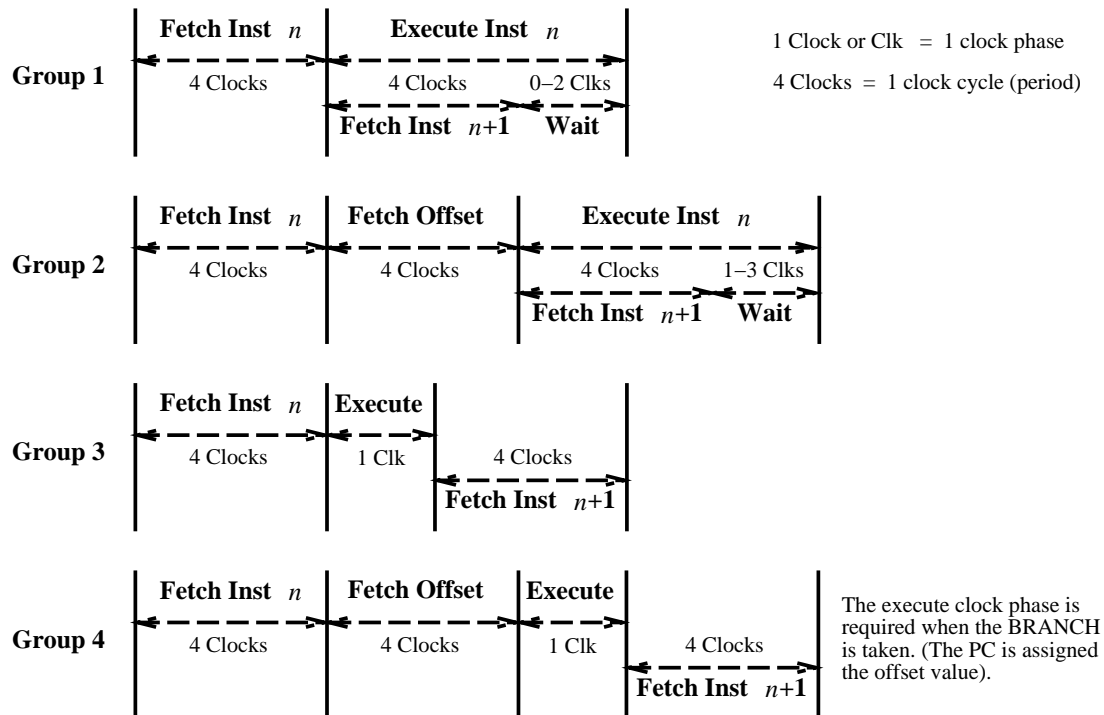 Fetch Inst n Execute Inst n
1 Clock or Clk = 1 clock phase
Group 1
4 Clocks 4 Clocks 0–2 Clks
4 Clocks = 1 clock cycle (period)
Fetch Inst n+1 Wait
Fetch Inst n Fetch Offset Execute Inst n
Group 2
4 Clocks 4 Clocks 4 Clocks 1–3 Clks
Fetch Inst n+1 Wait
Fetch Inst n Execute
Group 3
4 Clocks 1 Clk 4 Clocks
Fetch Inst n+1
Fetch Inst n Fetch Offset Execute
Group 4
4 Clocks 4 Clocks 1 Clk 4 Clocks
Fetch Inst n+1
The execute clock phase is
required when the BRANCH
is taken. (The PC is assigned
the offset value).